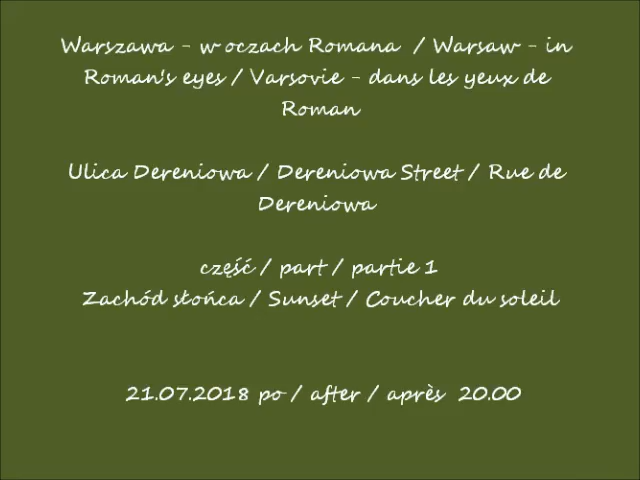 Warszawa - w oczach Romana / Warsaw - in
Roman's eyes / Varsovie - dans les yeux de
Roman
Ulica Dereniowa / Dereniowa Street / Rue de
Dereniowa
część / part / partie 1
Zachód słońca / Sunset / Coucher du soleil
21.07.2018 po / after / après 20.00